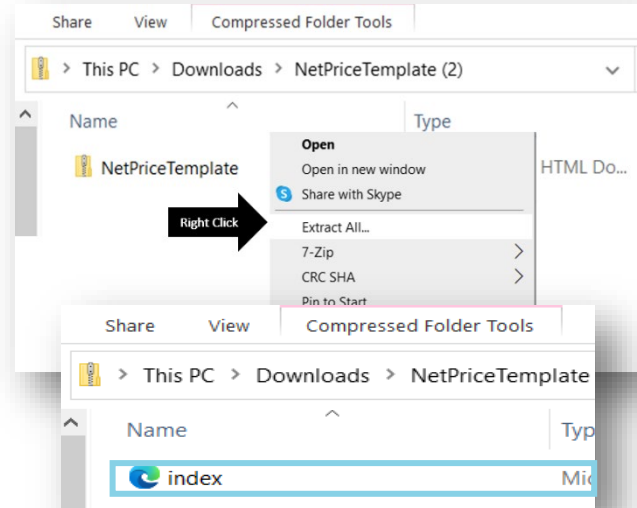 Share View Compressed Folder Tools
> This PC > Downloads > NetPriceTemplate (2)
Name Type
NetPriceTemplate HTML Do...
Open
Open in new window
Share with Skype
Right Click
Extract All...
7-Zip >
CRC SHA >
Pin to Start
Share View Compressed Folder Tools
> This PC > Downloads > NetPriceTemplate
Name Typ
index Mic